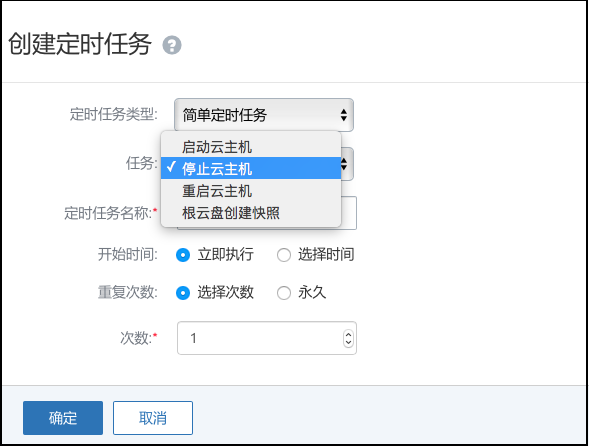 创建定时任务 ?
定时任务类型: 简单定时任务
任务:
启动云主机
✓ 停止云主机
重启云主机
根云盘创建快照
定时任务名称:*
开始时间: 立即执行 选择时间
重复次数: 选择次数 永久
次数:* 1
确定 取消